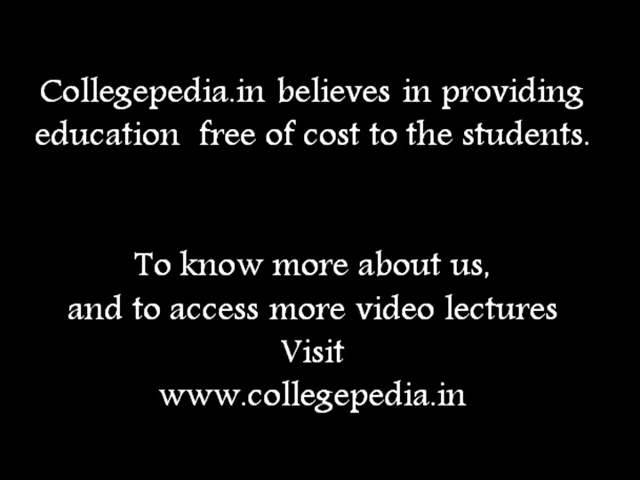 Collegepedia.in believes in providing
education free of cost to the students.
To know more about us,
and to access more video lectures
Visit
www.collegepedia.in